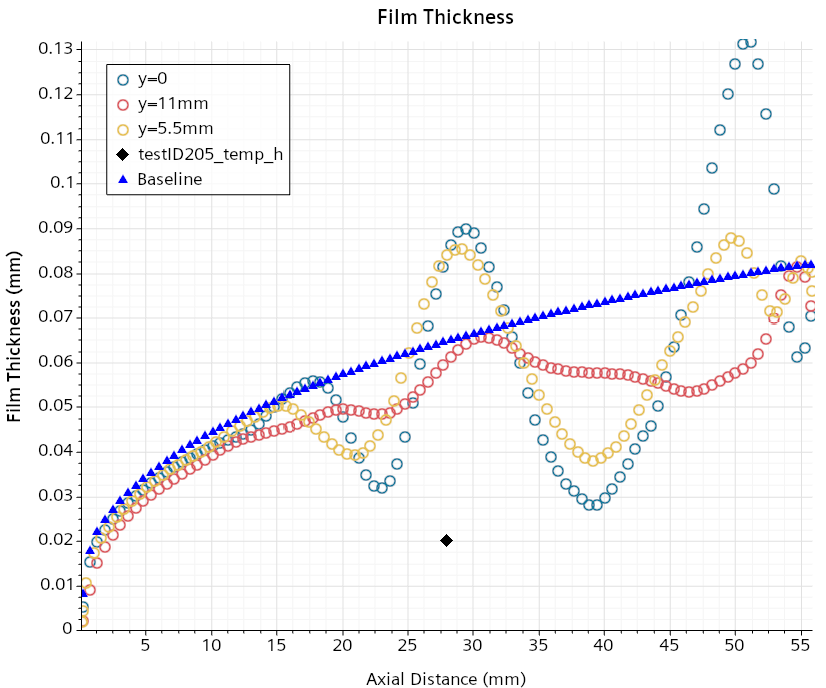 Film Thickness
Film Thickness (mm)
0.13
0.12
0.11
0.1
0.09
0.08
0.07
0.06
0.05
0.04
0.03
0.02
0.01
0
y=0
y=11mm
y=5.5mm
testID205_temp_h
Baseline
5 10 15 20 25 30 35 40 45 50 55
Axial Distance (mm)